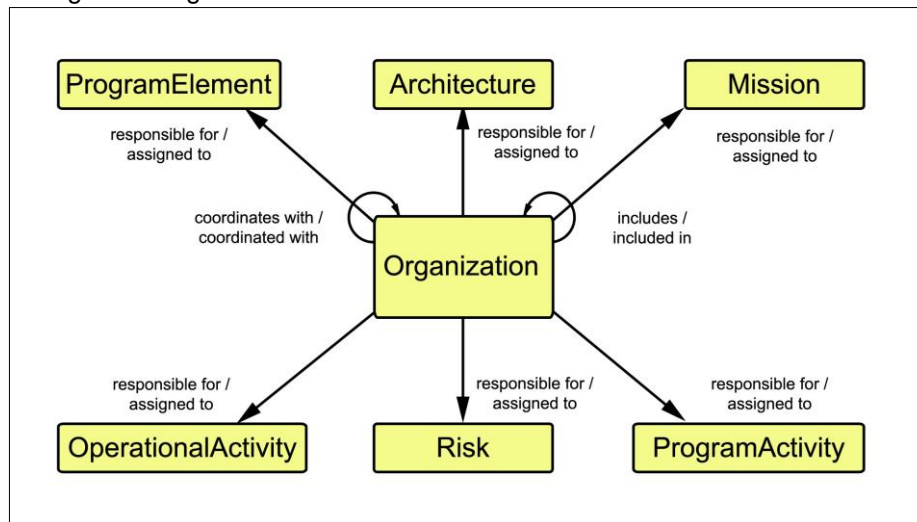 ProgramElement
Architecture
Mission
responsible for /
assigned to
responsible for /
assigned to
responsible for /
assigned to
coordinates with /
coordinated with
includes /
included in
Organization
responsible for /
assigned to
responsible for /
assigned to
responsible for /
assigned to
OperationalActivity
Risk
ProgramActivity